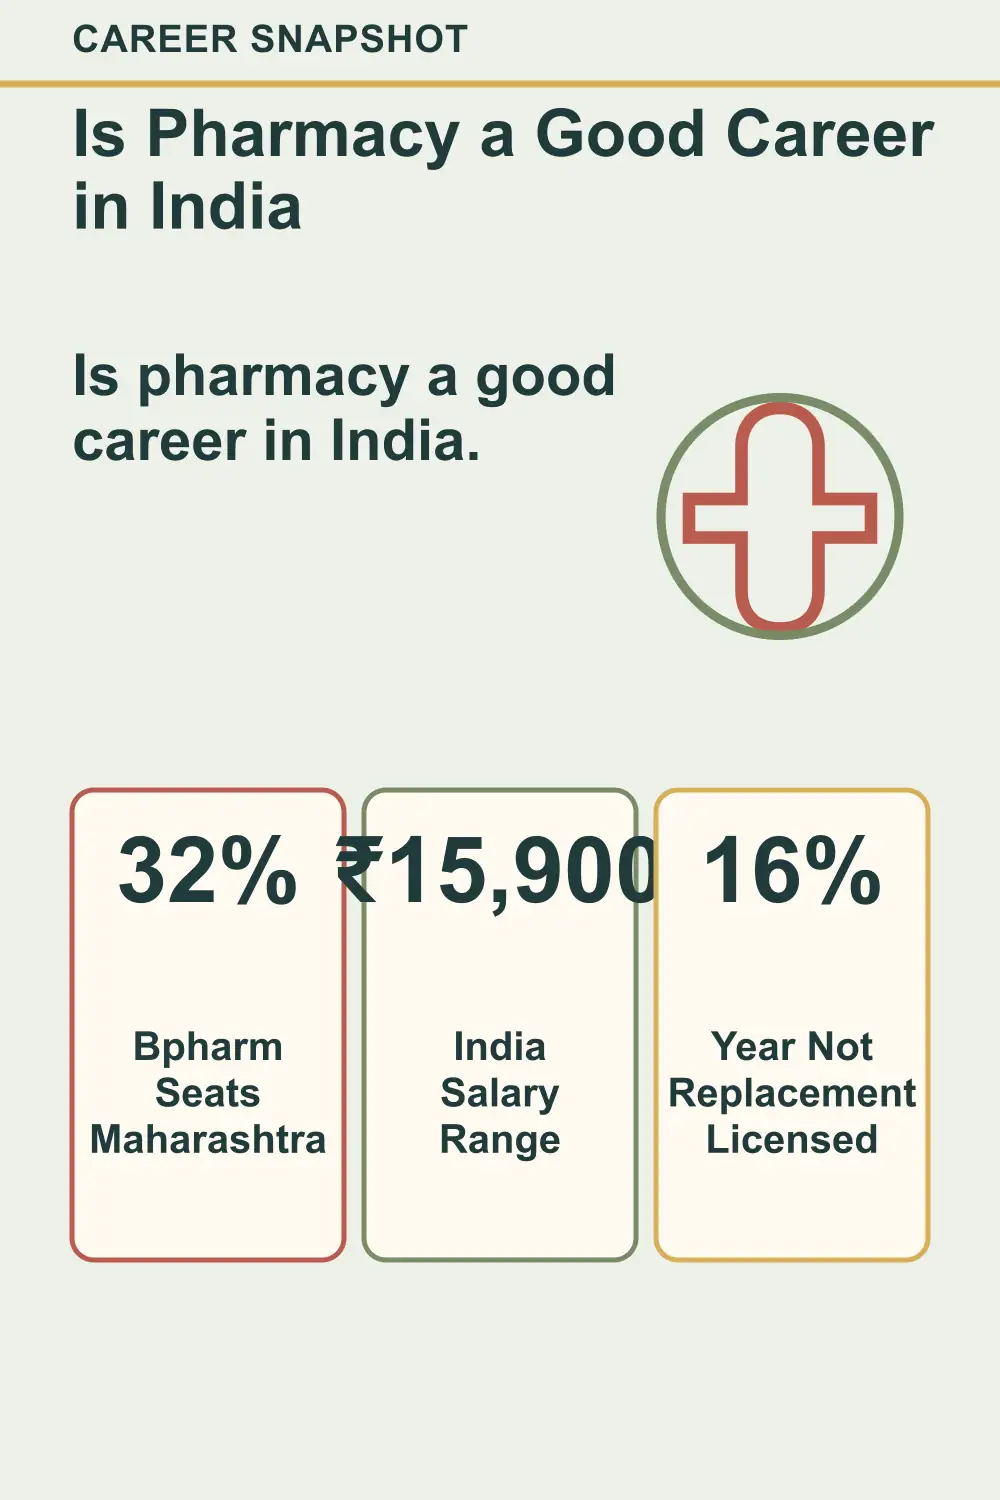 CAREER SNAPSHOT
Is Pharmacy a Good Career
in India
Is pharmacy a good
career in India.
32%
₹15,900
16%
Bpharm
Seats
Maharashtra
India
Salary
Range
Year Not
Replacement
Licensed